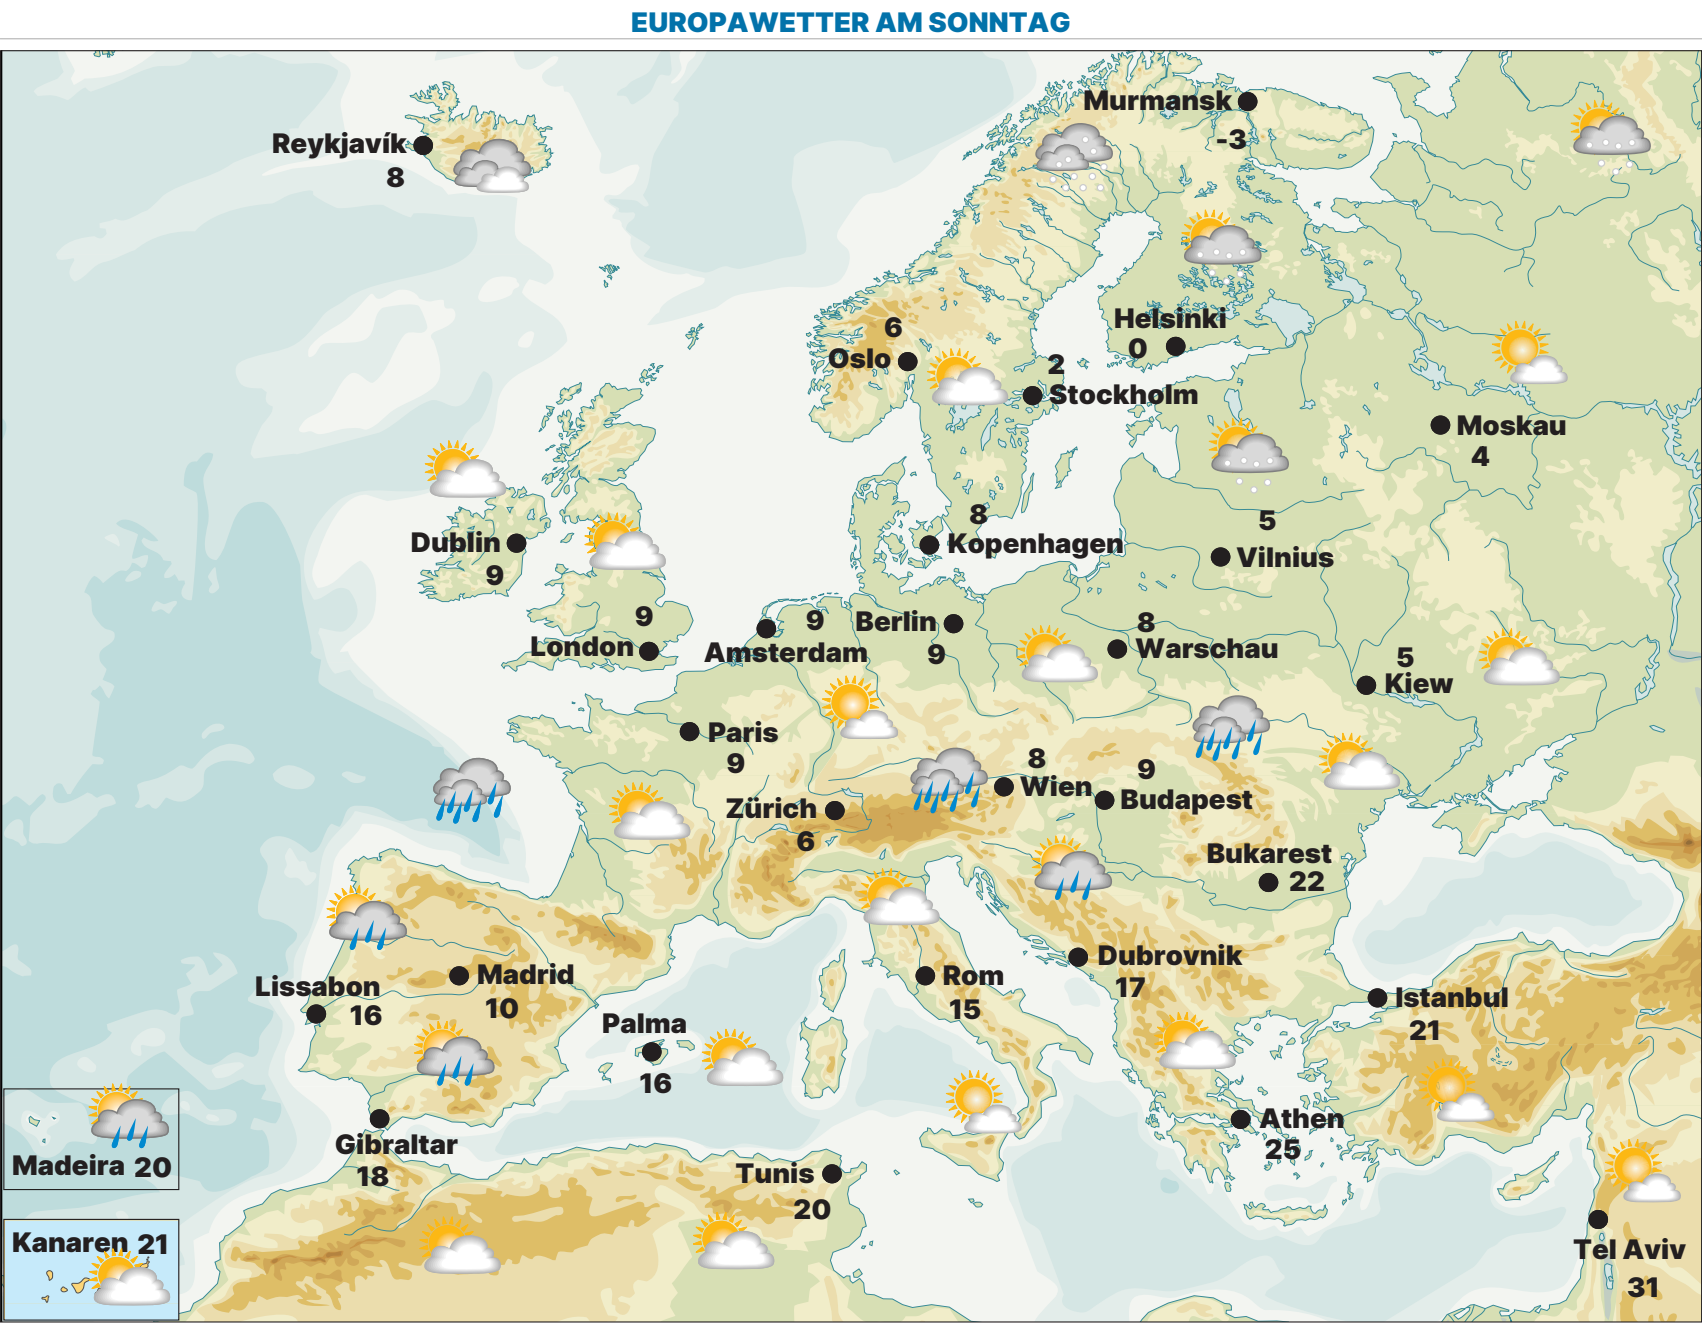 EUROPAWETTER AM SONNTAG
Murmansk
-3
Reykjavík
8
Helsinki
0
6
Oslo
2
Stockholm
Moskau
4
8
Kopenhagen
5
Vilnius
Dublin
9
9
London
9
Amsterdam
Berlin
9
8
Warschau
5
Kiew
Paris
9
8
Wien
9
Budapest
Zürich
6
Bukarest
22
Dubrovnik
17
Lissabon
16
Madrid
10
Rom
15
Istanbul
21
Palma
16
Athen
25
Gibraltar
18
Madeira 20
Tunis
20
Kanaren 21
Tel Aviv
31